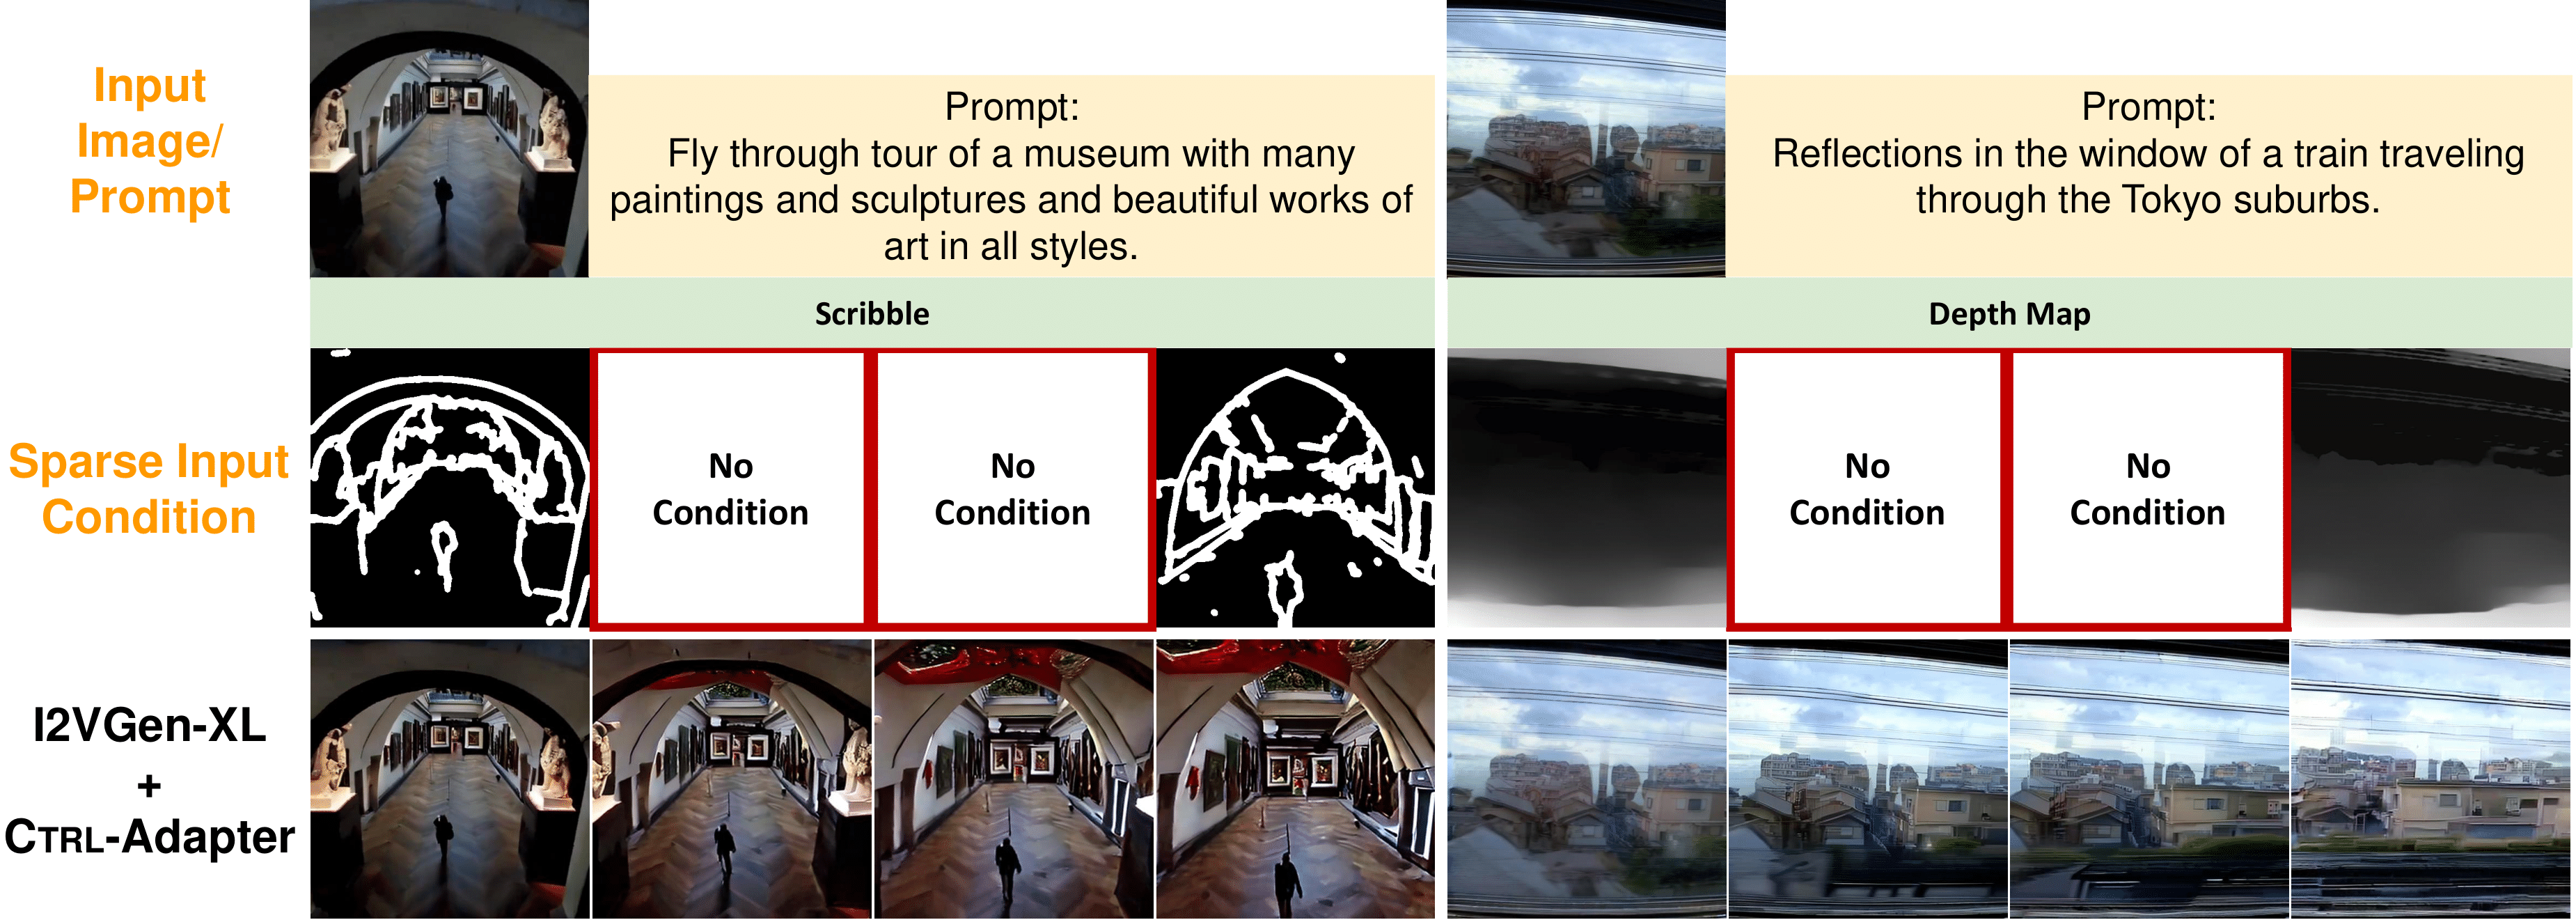 Input
Image/
Prompt
Prompt:
Fly through tour of a museum with many
paintings and sculptures and beautiful works of
art in all styles.
Prompt:
Reflections in the window of a train traveling
through the Tokyo suburbs.
Scribble
Depth Map
Sparse Input
Condition
No
Condition
No
Condition
No
Condition
No
Condition
I2VGen-XL
+
CTRL-Adapter